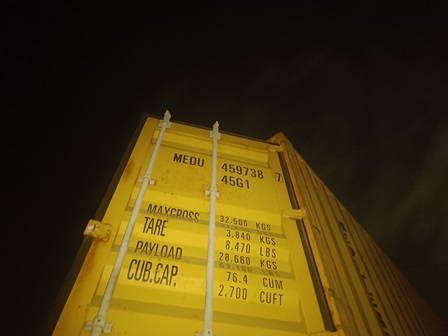 MEDU 459738 7
45G1
MAXGROSS 32.500 KGS
TARE 3.840 KGS
8.470 LBS
PAYLOAD 28.660 KGS
CUB.CAP. 76.4 CUM
2.700 CUFT